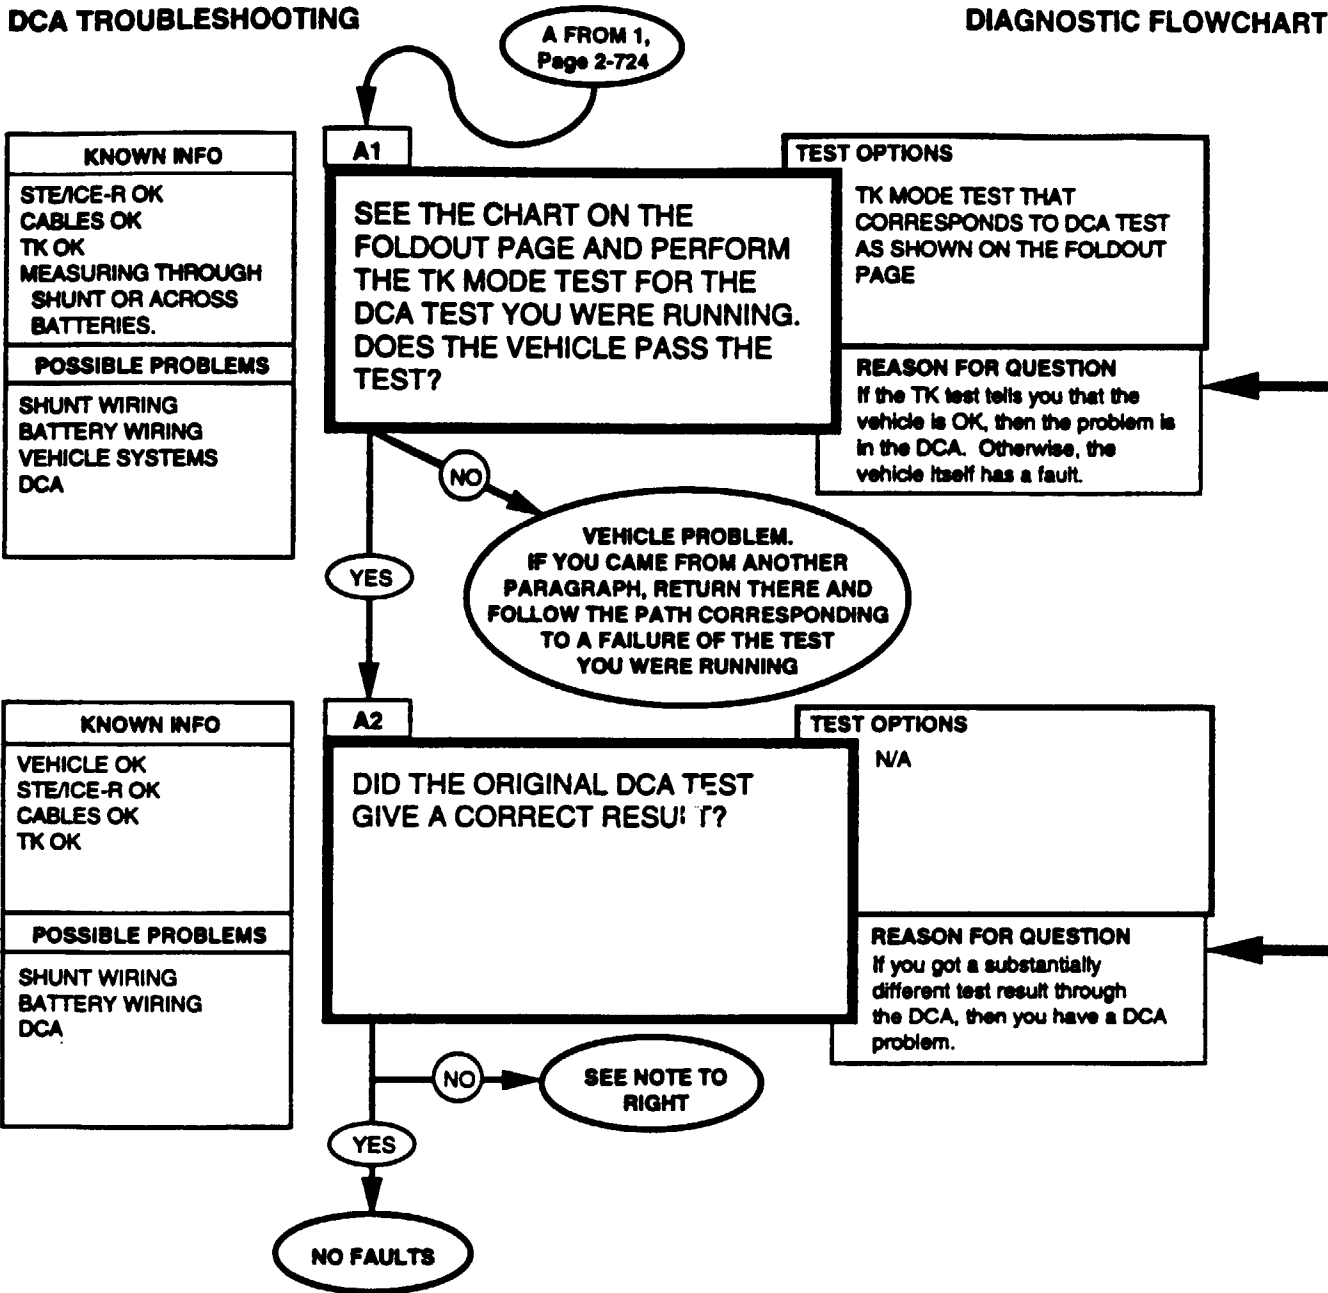 DCA TROUBLESHOOTING
DIAGNOSTIC FLOWCHART
A FROM 1,
Page 2-724
KNOWN INFO
STE/ICE-R OK
CABLES OK
TK OK
MEASURING THROUGH
SHUNT OR ACROSS
BATTERIES.
POSSIBLE PROBLEMS
SHUNT WIRING
BATTERY WIRING
VEHICLE SYSTEMS
DCA
A1
SEE THE CHART ON THE
FOLDOUT PAGE AND PERFORM
THE TK MODE TEST FOR THE
DCA TEST YOU WERE RUNNING.
DOES THE VEHICLE PASS THE
TEST?
TEST OPTIONS
TK MODE TEST THAT
CORRESPONDS TO DCA TEST
AS SHOWN ON THE FOLDOUT
PAGE
REASON FOR QUESTION
If the TK test tells you that the
vehicle is OK, then the problem is
in the DCA. Otherwise, the
vehicle itself has a fault.
NO
VEHICLE PROBLEM.
IF YOU CAME FROM ANOTHER
PARAGRAPH, RETURN THERE AND
FOLLOW THE PATH CORRESPONDING
TO A FAILURE OF THE TEST
YOU WERE RUNNING
YES
KNOWN INFO
VEHICLE OK
STE/ICE-R OK
CABLES OK
TK OK
POSSIBLE PROBLEMS
SHUNT WIRING
BATTERY WIRING
DCA
A2
DID THE ORIGINAL DCA TEST
GIVE A CORRECT RESULT?
TEST OPTIONS
N/A
REASON FOR QUESTION
If you got a substantially
different test result through
the DCA, then you have a DCA
problem.
NO
SEE NOTE TO
RIGHT
YES
NO FAULTS